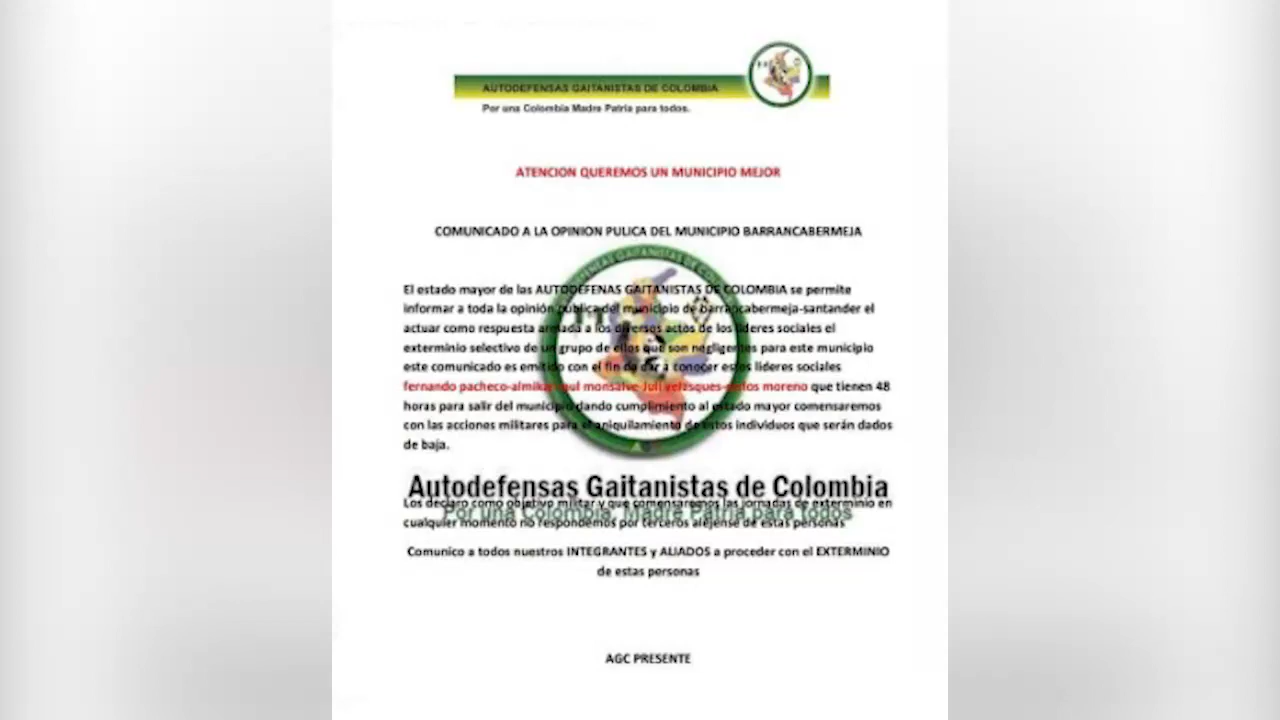 AUTODEFENSAS GAITANISTAS DE COLOMBIA
Por una Colombia Madre Patria para todos.
ATENCION QUEREMOS UN MUNICIPIO MEJOR
COMUNICADO A LA OPINION PULICA DEL MUNICIPIO BARRANCABERMEJA
El estado mayor de las AUTODEFENAS GAITANISTAS DE COLOMBIA se permite
informar a toda la opinión publica del municipio de barrancabermeja-santander el
actuar como respuesta armada a los diversos actos de los lideres sociales el
exterminio selectivo de un grupo de ellos que son negligentes para este municipio
este comunicado es emitido con el fin de dar a conocer estos lideres sociales
fernando pacheco- monsalve Juli velasques- moreno que tienen 48
horas para salir del municipio dando cumplimiento al estado mayor comensaremos
con las acciones militares para el aniquilamiento de estos individuos que serán dados
de baja.
Autodefensas Gaitanistas de Colombia
Los declaro como objetivo militar y que comensaremos las jornadas de exterminio en
Por una Colombia, Madre Patria para todos
cualquier momento no respondemos por terceros aléjense de estas personas
Comunico a todos nuestros INTEGRANTES y ALIADOS a proceder con el EXTERMINIO
de estas personas
AGC PRESENTE